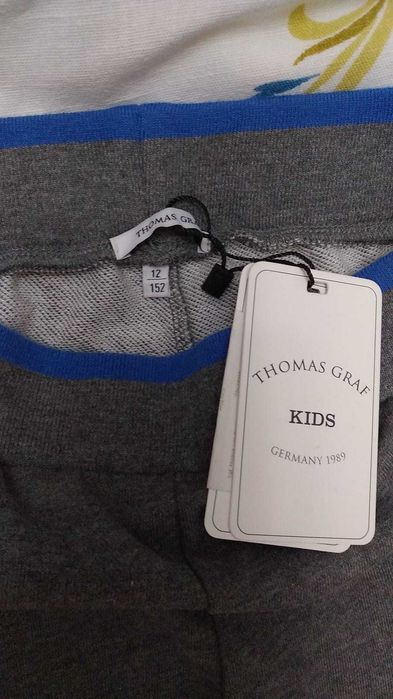 THOMAS GRAF
12
152
THOMAS GRAF
KIDS
GERMANY 1989